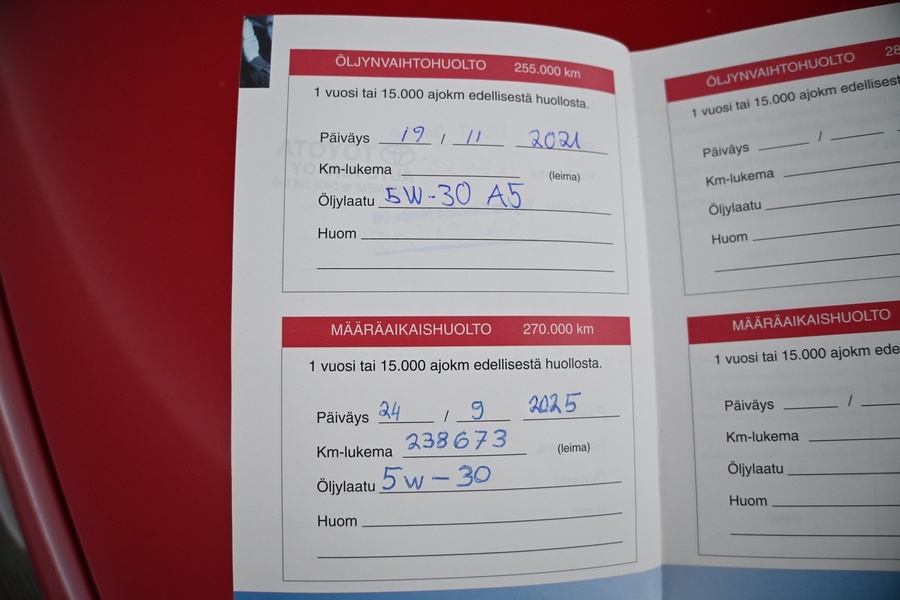 ÖLJYNVAIHTOHUOLTO 255.000 km
1 vuosi tai 15.000 ajokm edellisestä huollosta.
Päiväys 19 / 11 2021
Km-lukema (leima)
Öljylaatu 5W-30 A5
Huom
MÄÄRÄAIKAISHUOLTO 270.000 km
1 vuosi tai 15.000 ajokm edellisestä huollosta.
Päiväys 24 / 9 2025
Km-lukema 238673 (leima)
Öljylaatu 5w-30
Huom
ÖLJYNVAIHTOHUOLTO 28
1 vuosi tai 15.000 ajokm edellises
Päiväys /
Km-lukema
Öljylaatu
Huom
MÄÄRÄAIKAISHUOLTO
1 vuosi tai 15.000 ajokm ede
Päiväys /
Km-lukema
Öljylaatu
Huom